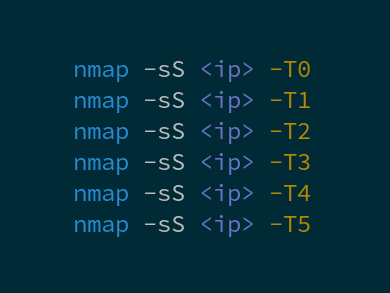 nmap -sS <ip> -T0
nmap -sS <ip> -T1
nmap -sS <ip> -T2
nmap -sS <ip> -T3
nmap -sS <ip> -T4
nmap -sS <ip> -T5